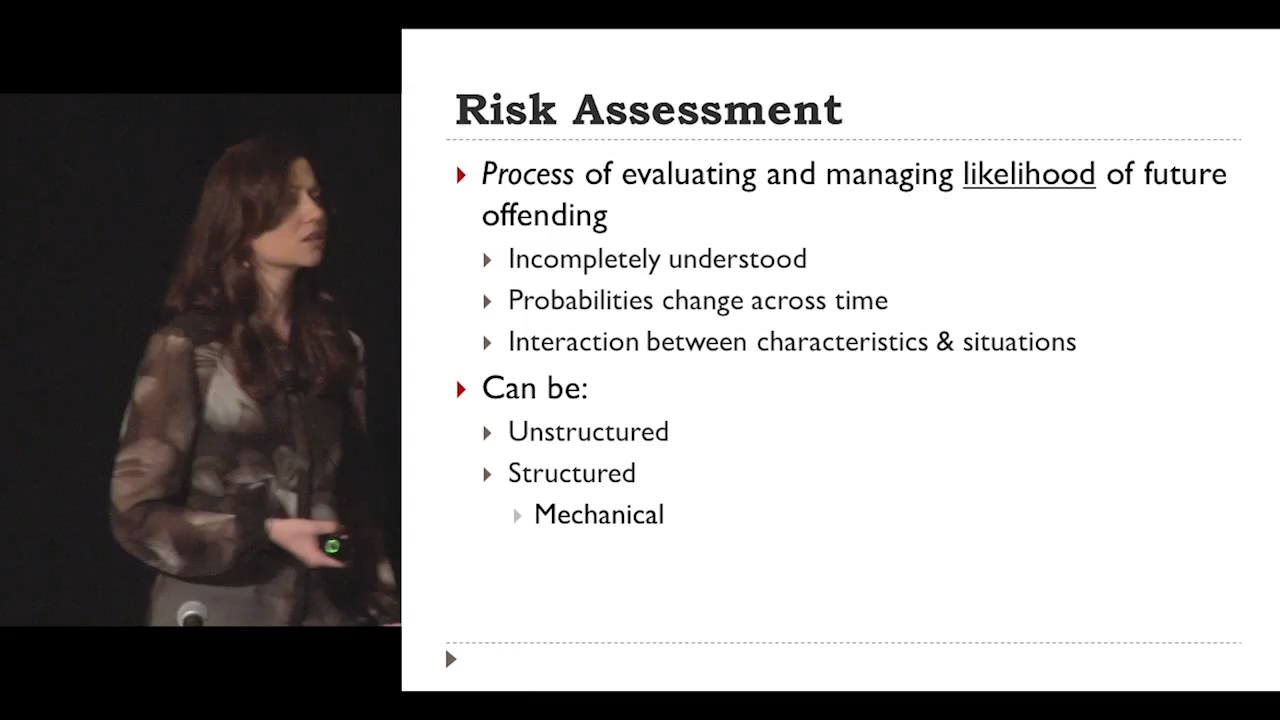 Risk Assessment
Process of evaluating and managing likelihood of future
offending
Incompletely understood
Probabilities change across time
Interaction between characteristics & situations
Can be:
Unstructured
Structured
Mechanical